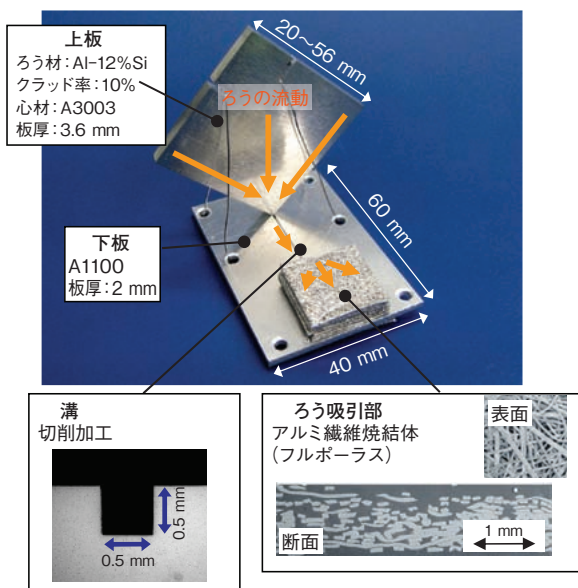 上板
ろう材:Al-12%Si
クラッド率:10%
心材:A3003
板厚:3.6 mm
20〜56 mm
ろうの流動
60 mm
下板
A1100
板厚:2 mm
40 mm
溝
切削加工
0.5 mm
0.5 mm
ろう吸引部
アルミ繊維焼結体
(フルポーラス)
表面
断面
1 mm